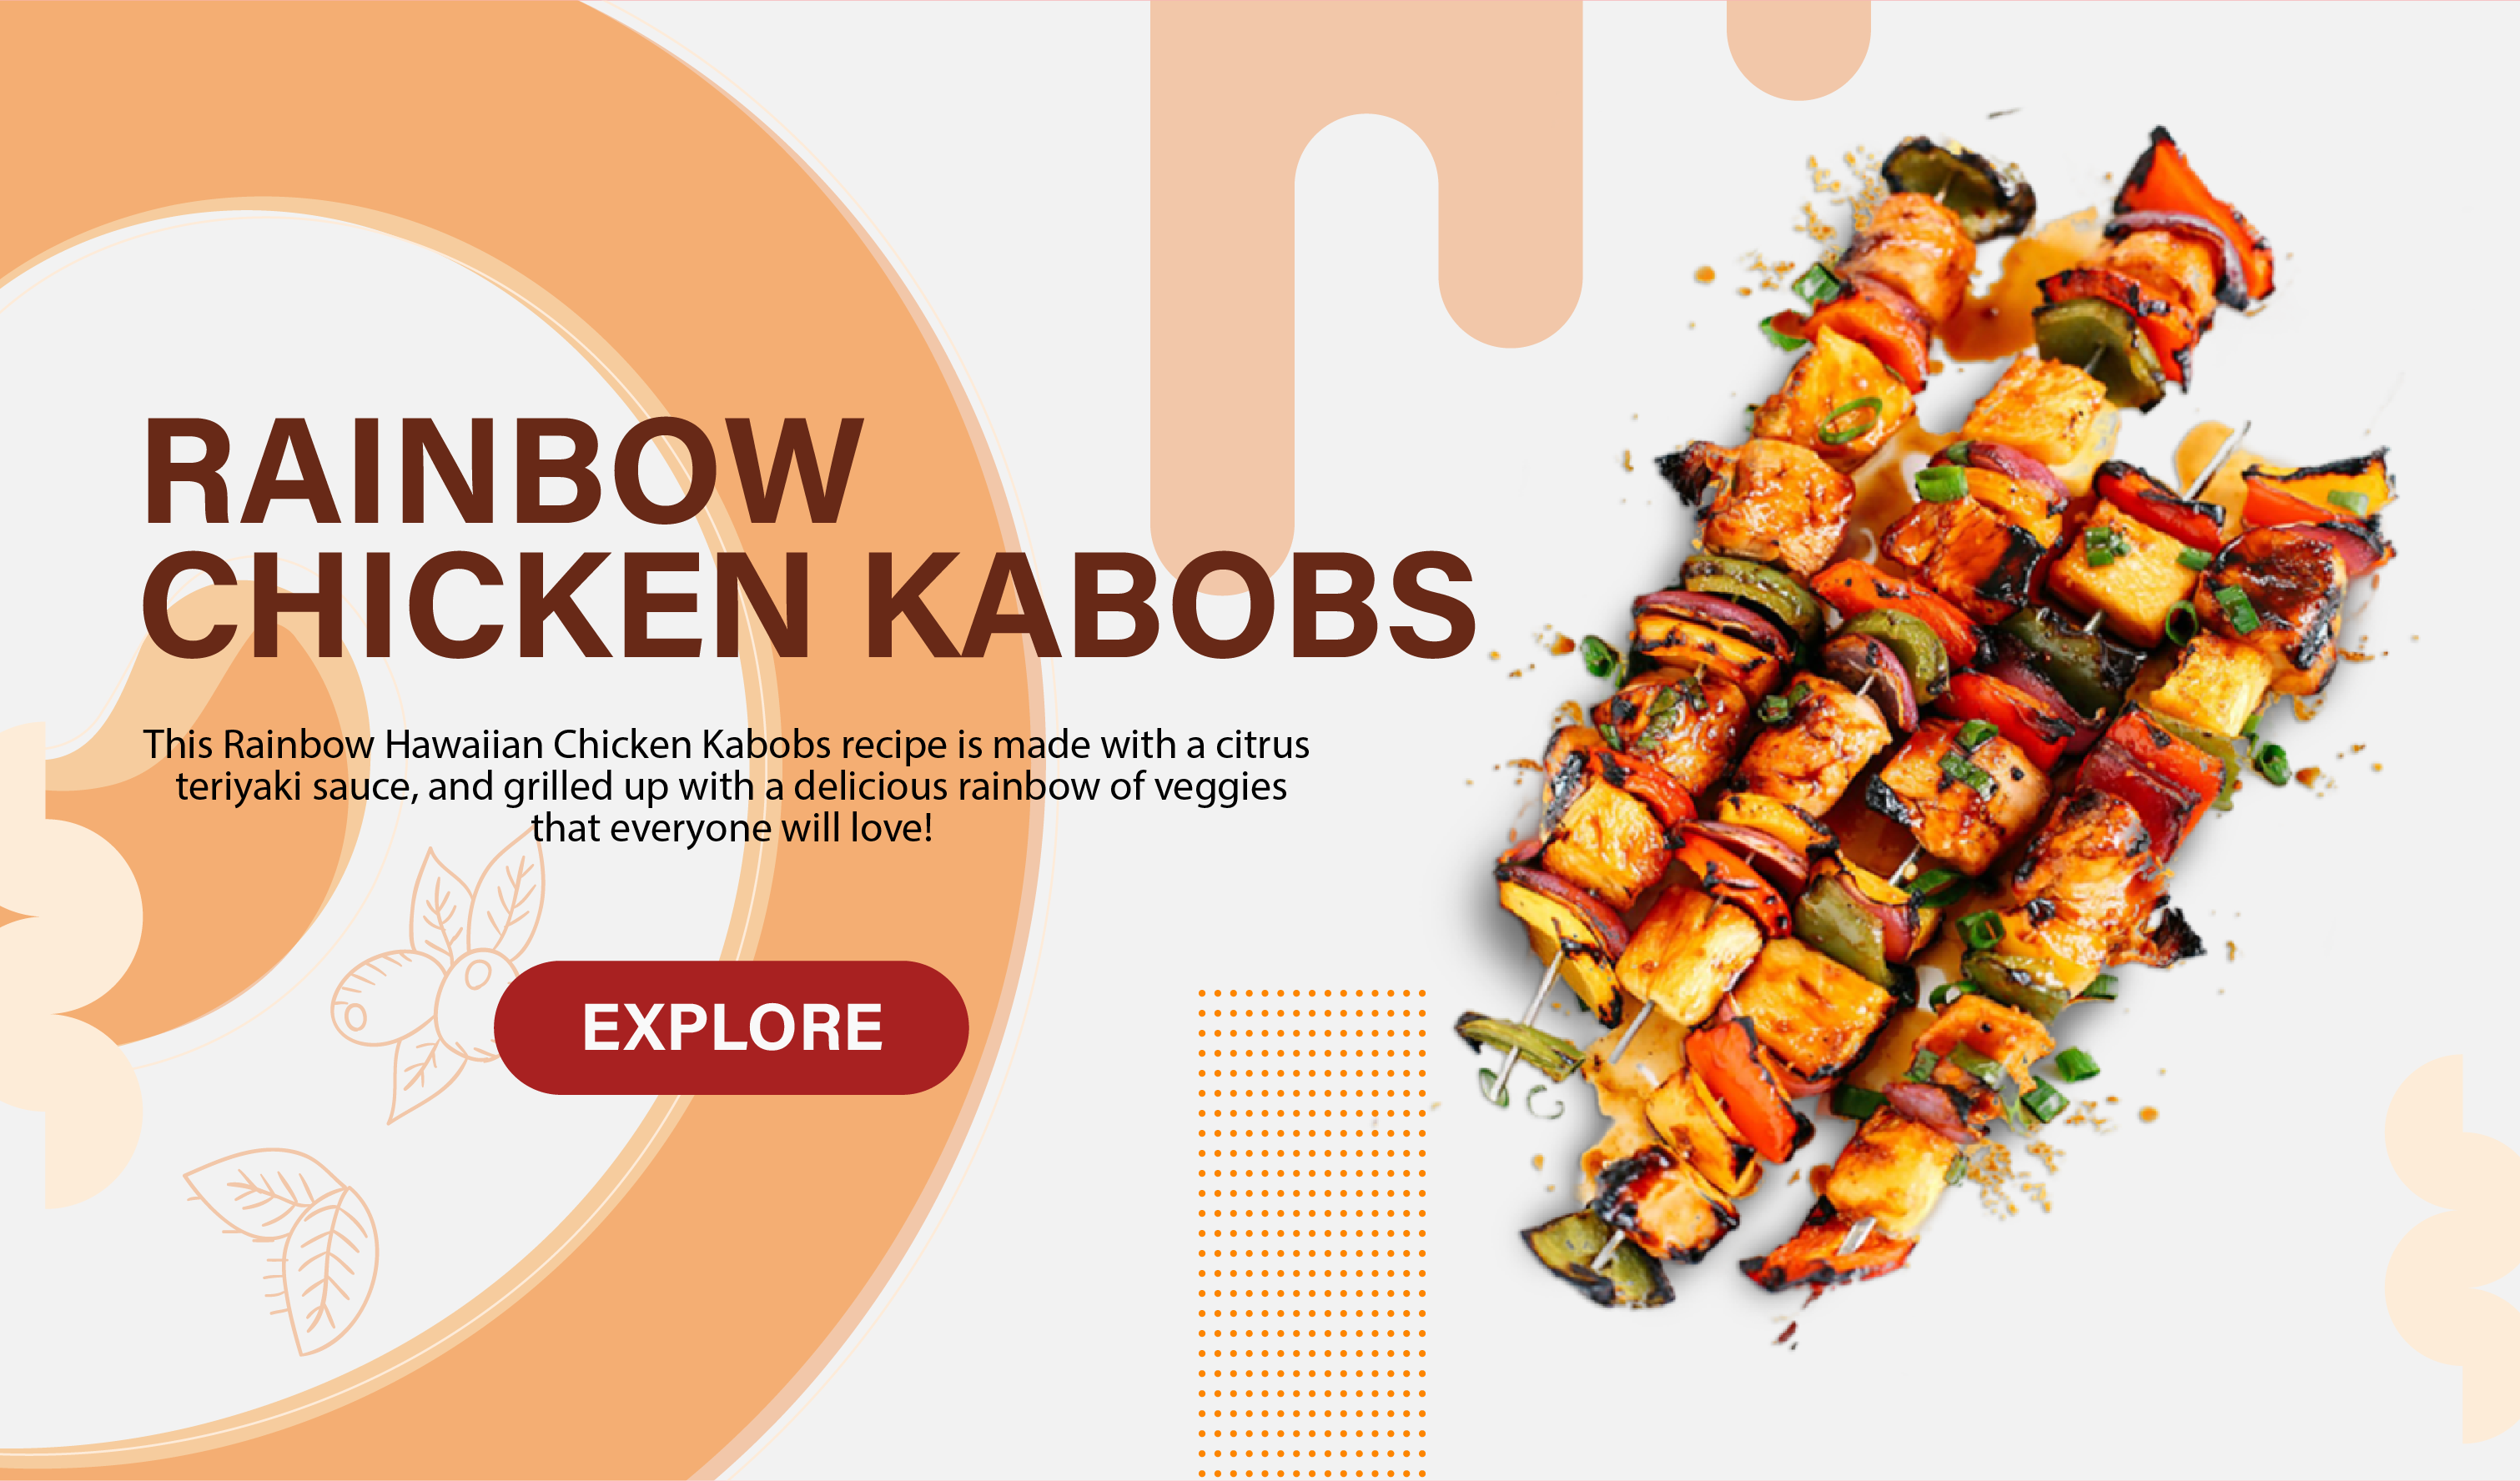 RAINBOW
CHICKEN KABOBS
This Rainbow Hawaiian Chicken Kabobs recipe is made with a citrus
teriyaki sauce, and grilled up with a delicious rainbow of veggies
that everyone will love!
EXPLORE